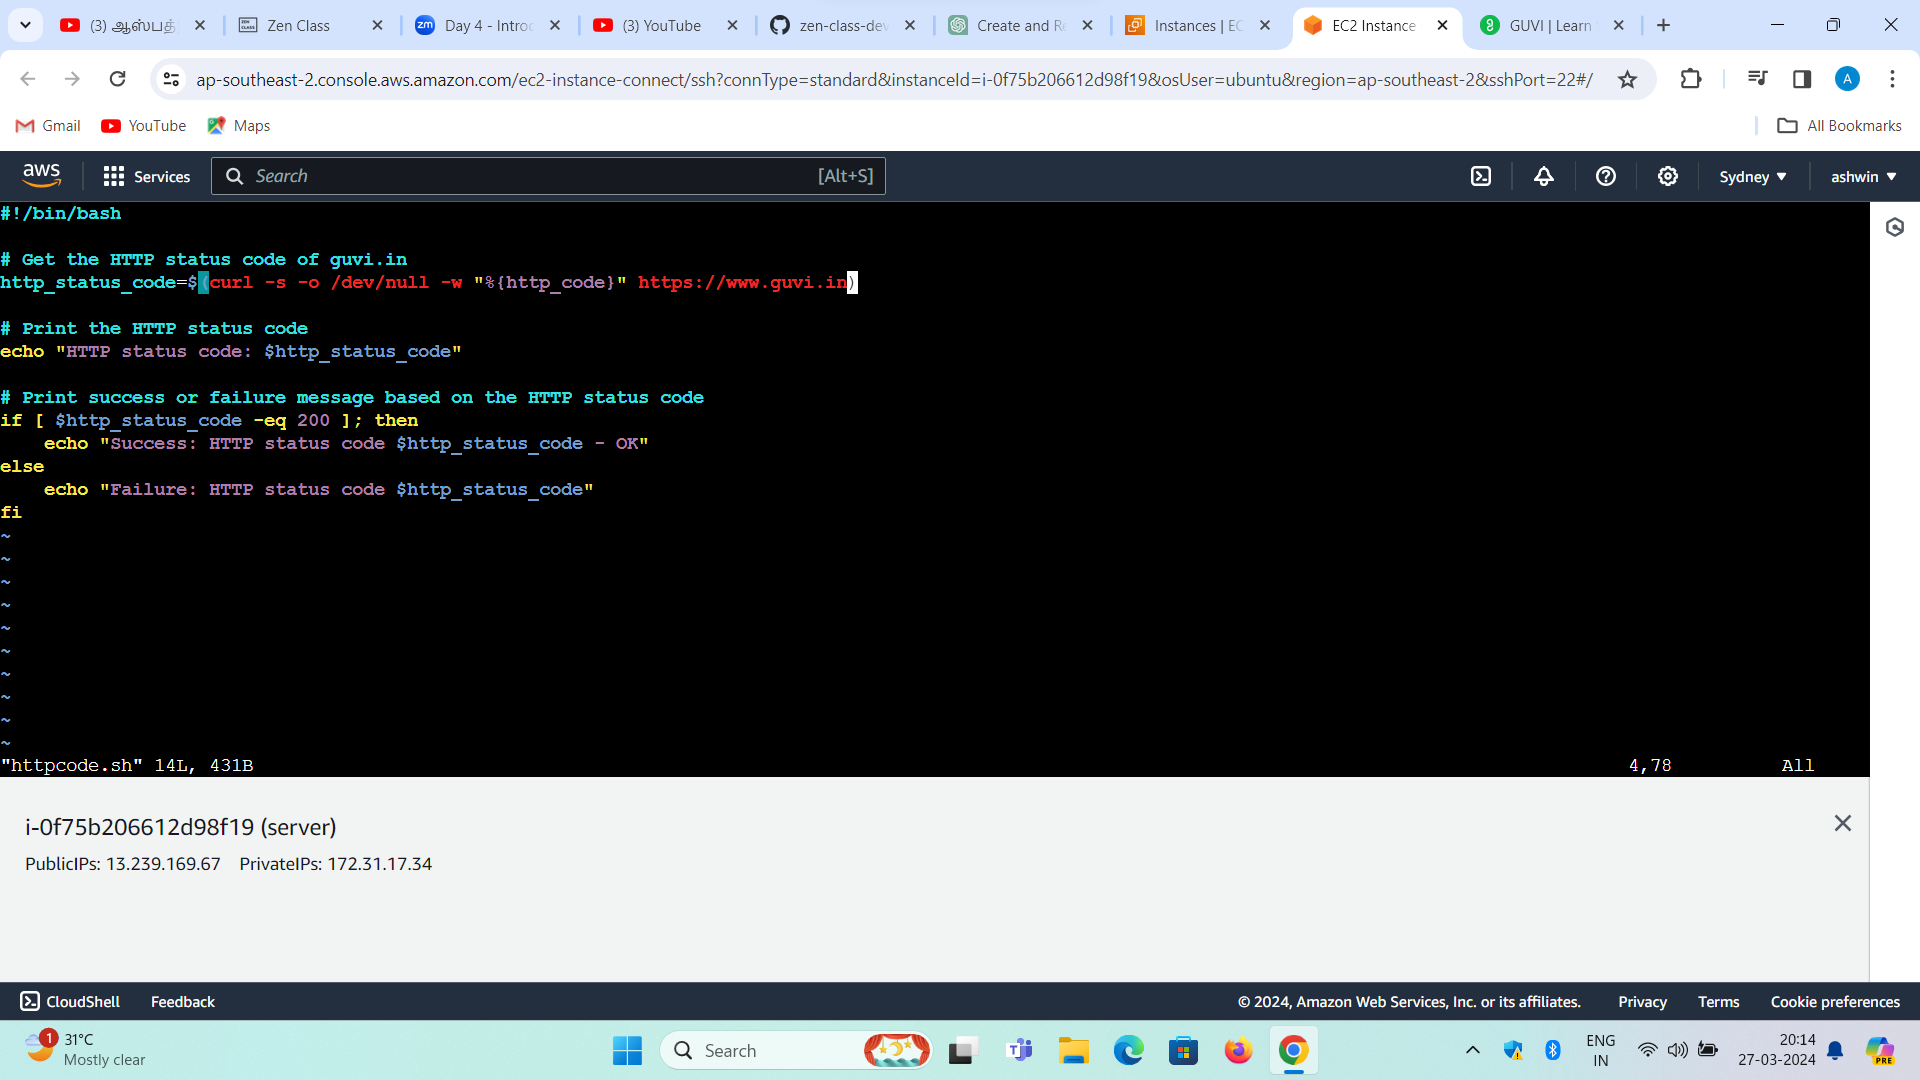 (3) ஆஸ்பத்
Zen Class
Day 4 - Introd
(3) YouTube
zen-class-dev
Create and Re
Instances | EC
EC2 Instance
GUVI | Learn
ap-southeast-2.console.aws.amazon.com/ec2-instance-connect/ssh?connType=standard&instanceId=i-0f75b206612d98f19&osUser=ubuntu&region=ap-southeast-2&sshPort=22#/
A
Gmail
YouTube
Maps
All Bookmarks
aws
Services
Search
[Alt+S]
Sydney
ashwin
#!/bin/bash
# Get the HTTP status code of guvi.in
http_status_code=$(curl -s -o /dev/null -w "%{http_code}" https://www.guvi.in)
# Print the HTTP status code
echo "HTTP status code: $http_status_code"
# Print success or failure message based on the HTTP status code
if [ $http_status_code -eq 200 ]; then
    echo "Success: HTTP status code $http_status_code - OK"
else
    echo "Failure: HTTP status code $http_status_code"
fi
~
~
~
~
~
~
~
~
~
~
"httpcode.sh" 14L, 431B
4,78
All
i-0f75b206612d98f19 (server)
PublicIPs: 13.239.169.67 PrivateIPs: 172.31.17.34
CloudShell
Feedback
© 2024, Amazon Web Services, Inc. or its affiliates.
Privacy
Terms
Cookie preferences
1
31°C
Mostly clear
Search
ENG
IN
20:14
27-03-2024
PRE